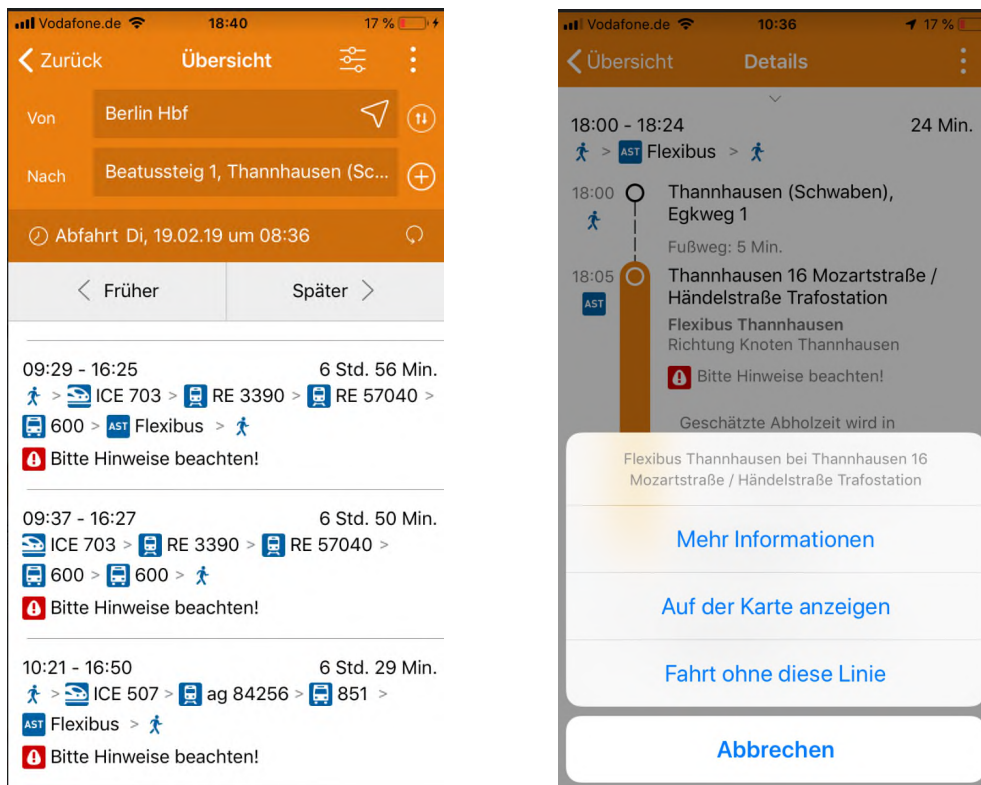 Vodafone.de 18:40 17 %
Zurück Übersicht
Von Berlin Hbf
Nach Beatussteig 1, Thannhausen (Sc...
Abfahrt Di, 19.02.19 um 08:36
< Früher Später >
09:29 - 16:25 6 Std. 56 Min.
> ICE 703 > RE 3390 > RE 57040 >
600 > AST Flexibus >
Bitte Hinweise beachten!
09:37 - 16:27 6 Std. 50 Min.
ICE 703 > RE 3390 > RE 57040 >
600 > 600 >
Bitte Hinweise beachten!
10:21 - 16:50 6 Std. 29 Min.
> ICE 507 > ag 84256 > 851 >
AST Flexibus >
Bitte Hinweise beachten!
Vodafone.de 10:36 17 %
Übersicht Details
18:00 - 18:24 24 Min.
> AST Flexibus >
18:00 Thannhausen (Schwaben),
Egkweg 1
Fußweg: 5 Min.
18:05 Thannhausen 16 Mozartstraße /
AST Händelstraße Trafostation
Flexibus Thannhausen
Richtung Knoten Thannhausen
Bitte Hinweise beachten!
Geschätzte Abholzeit wird in
Flexibus Thannhausen bei Thannhausen 16
Mozartstraße / Händelstraße Trafostation
Mehr Informationen
Auf der Karte anzeigen
Fahrt ohne diese Linie
Abbrechen